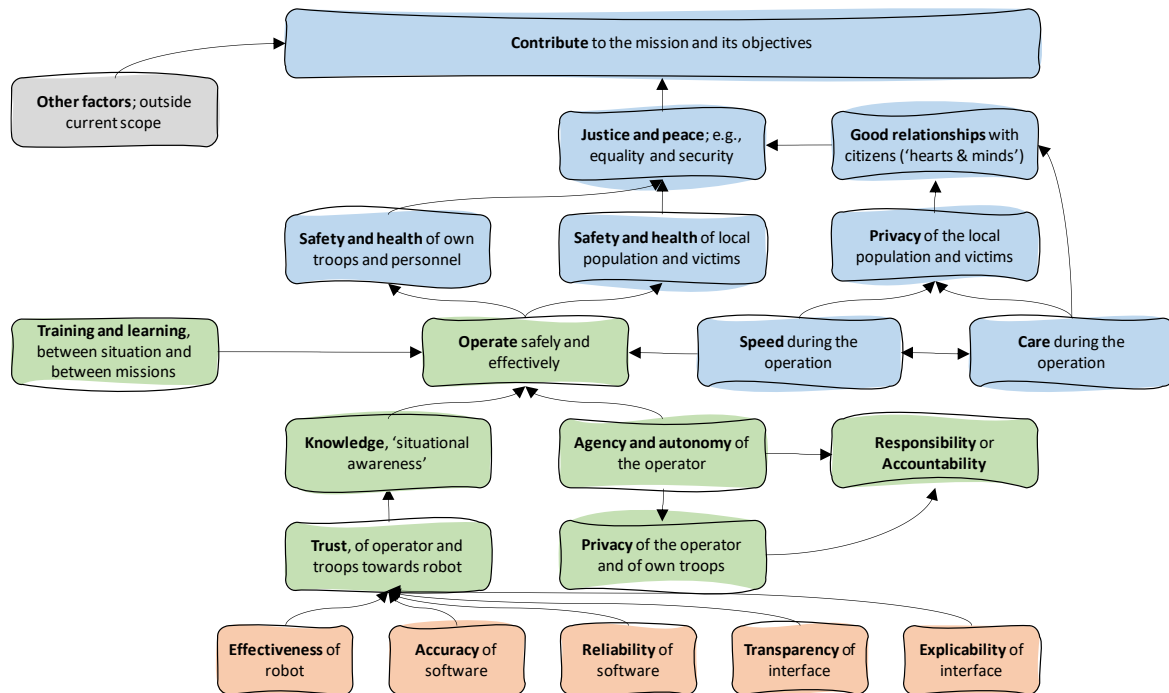 Contribute to the mission and its objectives
Other factors; outside
current scope
Justice and peace; e.g.,
equality and security
Good relationships with
citizens (‘hearts & minds’)
Safety and health of own
troops and personnel
Safety and health of local
population and victims
Privacy of the local
population and victims
Training and learning,
between situation and
between missions
Operate safely and
effectively
Speed during the
operation
Care during the
operation
Knowledge, ‘situational
awareness’
Agency and autonomy of
the operator
Responsibility or
Accountability
Trust, of operator and
troops towards robot
Privacy of the operator
and of own troops
Effectiveness of
robot
Accuracy of
software
Reliability of
software
Transparency of
interface
Explicability of
interface